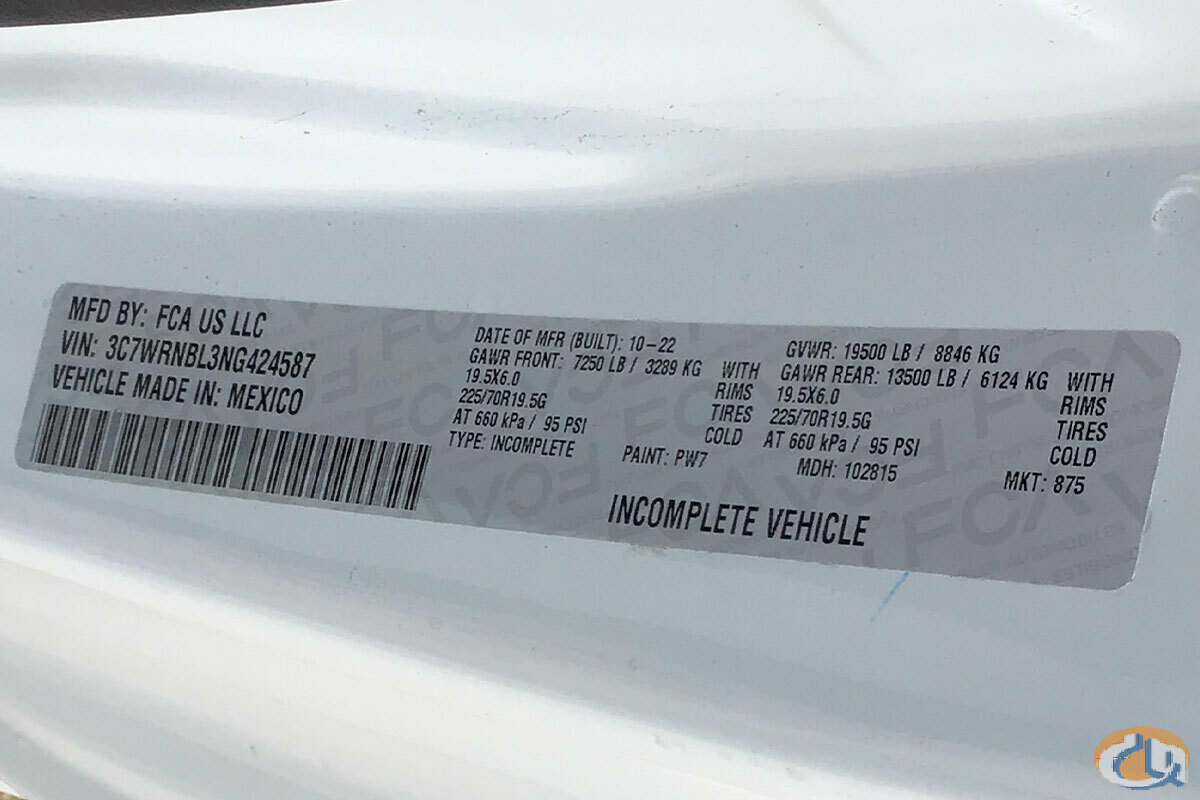 MFD BY: FCA US LLC
VIN: 3C7WRNBL3NG424587
VEHICLE MADE IN: MEXICO
DATE OF MFR (BUILT): 10-22
GAWR FRONT: 7250 LB / 3289 KG WITH
19.5X6.0 RIMS
225/70R19.5G TIRES
AT 660 kPa / 95 PSI COLD
TYPE: INCOMPLETE
PAINT: PW7
GVWR: 19500 LB / 8846 KG
GAWR REAR: 13500 LB / 6124 KG WITH
19.5X6.0 RIMS
225/70R19.5G TIRES
AT 660 kPa / 95 PSI COLD
MDH: 102815
MKT: 875
INCOMPLETE VEHICLE